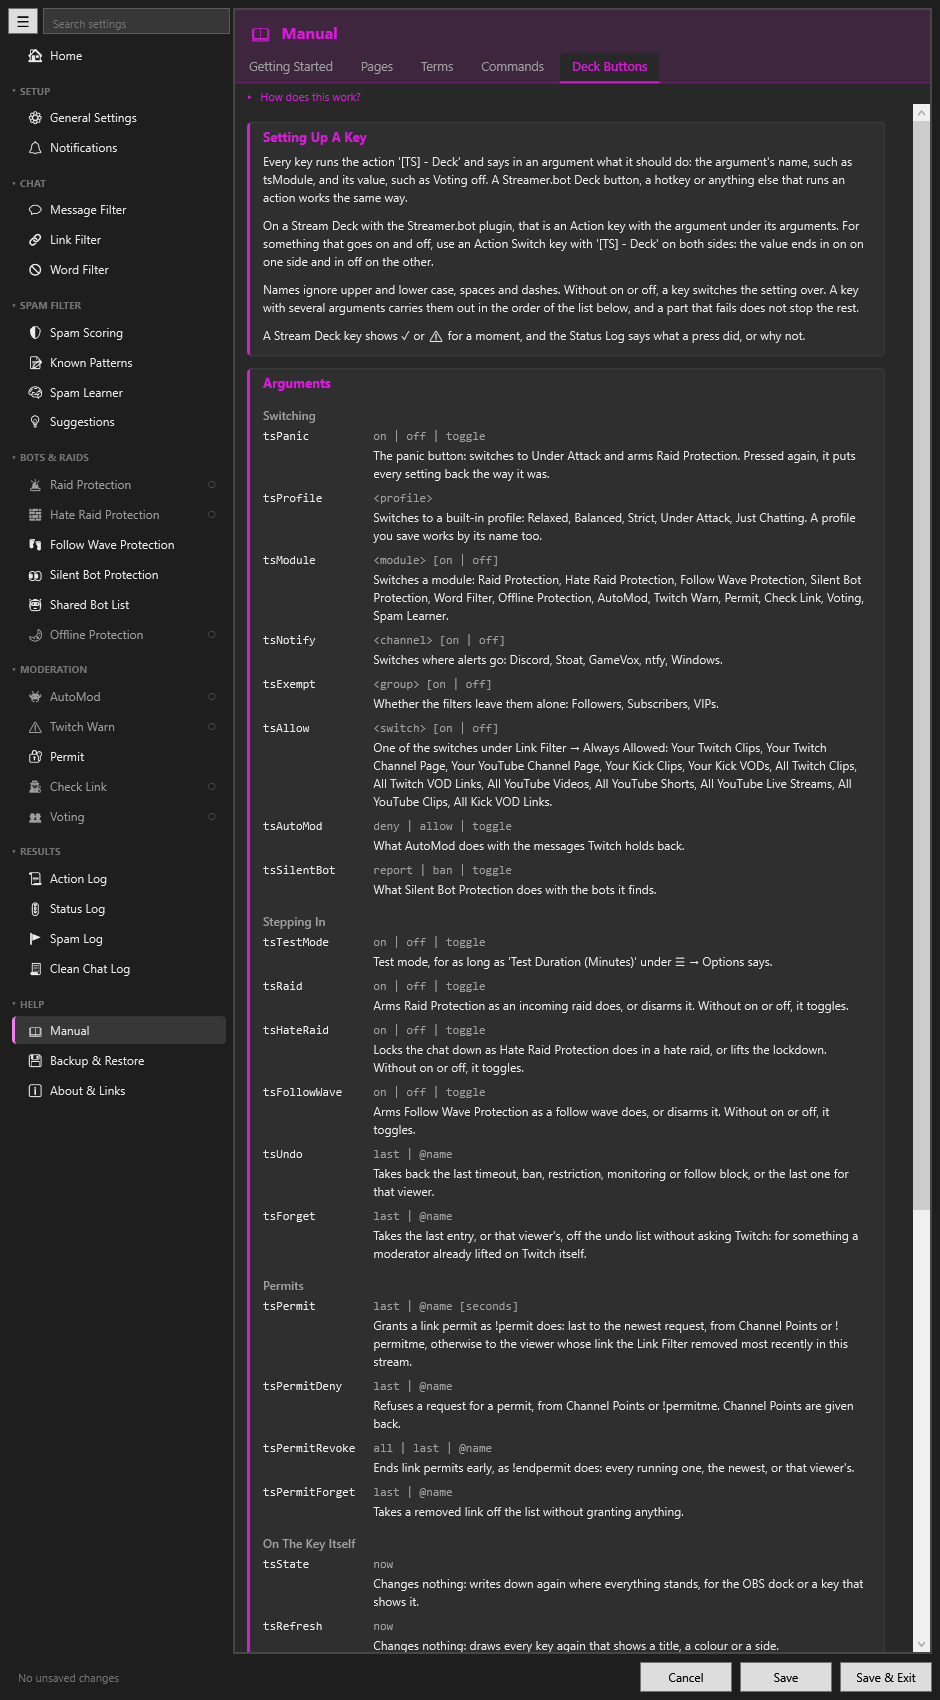 ☰
Search settings
Home
SETUP
General Settings
Notifications
CHAT
Message Filter
Link Filter
Word Filter
SPAM FILTER
Spam Scoring
Known Patterns
Spam Learner
Suggestions
BOTS & RAIDS
Raid Protection
Hate Raid Protection
Follow Wave Protection
Silent Bot Protection
Shared Bot List
Offline Protection
MODERATION
AutoMod
Twitch Warn
Permit
Check Link
Voting
RESULTS
Action Log
Status Log
Spam Log
Clean Chat Log
HELP
Manual
Backup & Restore
About & Links
No unsaved changes
Manual
Getting Started Pages Terms Commands Deck Buttons
How does this work?
Setting Up A Key
Every key runs the action '[TS] - Deck' and says in an argument what it should do: the argument's name, such as
tsModule, and its value, such as Voting off. A Streamer.bot Deck button, a hotkey or anything else that runs an
action works the same way.
On a Stream Deck with the Streamer.bot plugin, that is an Action key with the argument under its arguments. For
something that goes on and off, use an Action Switch key with '[TS] - Deck' on both sides: the value ends in on on
one side and in off on the other.
Names ignore upper and lower case, spaces and dashes. Without on or off, a key switches the setting over. A key
with several arguments carries them out in the order of the list below, and a part that fails does not stop the rest.
A Stream Deck key shows ✓ or ⚠ for a moment, and the Status Log says what a press did, or why not.
Arguments
Switching
tsPanic on | off | toggle
The panic button: switches to Under Attack and arms Raid Protection. Pressed again, it puts
every setting back the way it was.
tsProfile <profile>
Switches to a built-in profile: Relaxed, Balanced, Strict, Under Attack, Just Chatting. A profile
you save works by its name too.
tsModule <module> [on | off]
Switches a module: Raid Protection, Hate Raid Protection, Follow Wave Protection, Silent Bot
Protection, Word Filter, Offline Protection, AutoMod, Twitch Warn, Permit, Check Link, Voting,
Spam Learner.
tsNotify <channel> [on | off]
Switches where alerts go: Discord, Stoat, GameVox, ntfy, Windows.
tsExempt <group> [on | off]
Whether the filters leave them alone: Followers, Subscribers, VIPs.
tsAllow <switch> [on | off]
One of the switches under Link Filter → Always Allowed: Your Twitch Clips, Your Twitch
Channel Page, Your YouTube Channel Page, Your Kick Clips, Your Kick VODs, All Twitch Clips,
All Twitch VOD Links, All YouTube Videos, All YouTube Shorts, All YouTube Live Streams, All
YouTube Clips, All Kick VOD Links.
tsAutoMod deny | allow | toggle
What AutoMod does with the messages Twitch holds back.
tsSilentBot report | ban | toggle
What Silent Bot Protection does with the bots it finds.
Stepping In
tsTestMode on | off | toggle
Test mode, for as long as 'Test Duration (Minutes)' under ☰ → Options says.
tsRaid on | off | toggle
Arms Raid Protection as an incoming raid does, or disarms it. Without on or off, it toggles.
tsHateRaid on | off | toggle
Locks the chat down as Hate Raid Protection does in a hate raid, or lifts the lockdown.
Without on or off, it toggles.
tsFollowWave on | off | toggle
Arms Follow Wave Protection as a follow wave does, or disarms it. Without on or off, it
toggles.
tsUndo last | @name
Takes back the last timeout, ban, restriction, monitoring or follow block, or the last one for
that viewer.
tsForget last | @name
Takes the last entry, or that viewer's, off the undo list without asking Twitch: for something a
moderator already lifted on Twitch itself.
Permits
tsPermit last | @name [seconds]
Grants a link permit as !permit does: last to the newest request, from Channel Points or !
permitme, otherwise to the viewer whose link the Link Filter removed most recently in this
stream.
tsPermitDeny last | @name
Refuses a request for a permit, from Channel Points or !permitme. Channel Points are given
back.
tsPermitRevoke all | last | @name
Ends link permits early, as !endpermit does: every running one, the newest, or that viewer's.
tsPermitForget last | @name
Takes a removed link off the list without granting anything.
On The Key Itself
tsState now
Changes nothing: writes down again where everything stands, for the OBS dock or a key that
shows it.
tsRefresh now
Changes nothing: draws every key again that shows a title, a colour or a side.
Cancel Save Save & Exit